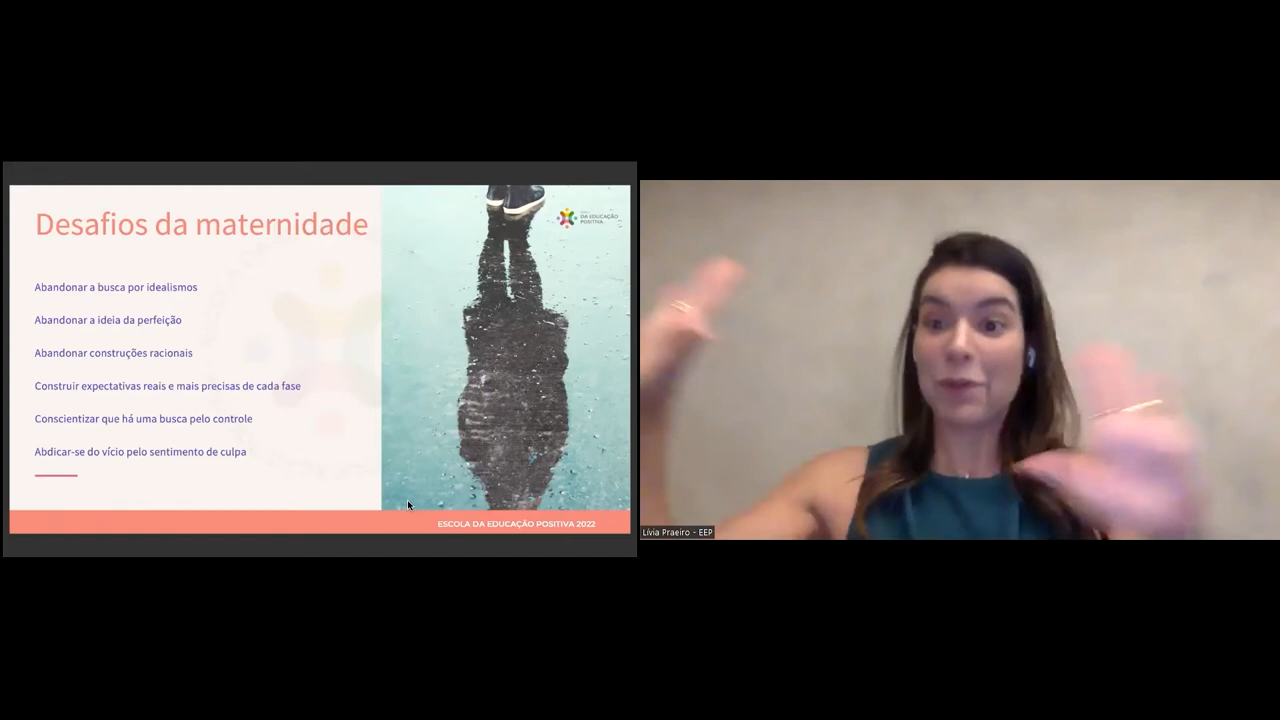 Desafios da maternidade
DA EDUCAÇÃO
POSITIVA
Abandonar a busca por idealismos
Abandonar a ideia da perfeição
Abandonar construções racionais
Construir expectativas reais e mais precisas de cada fase
Conscientizar que há uma busca pelo controle
Abdicar-se do vício pelo sentimento de culpa
ESCOLA DA EDUCAÇÃO POSITIVA 2022
Lívia Praeiro - EEP